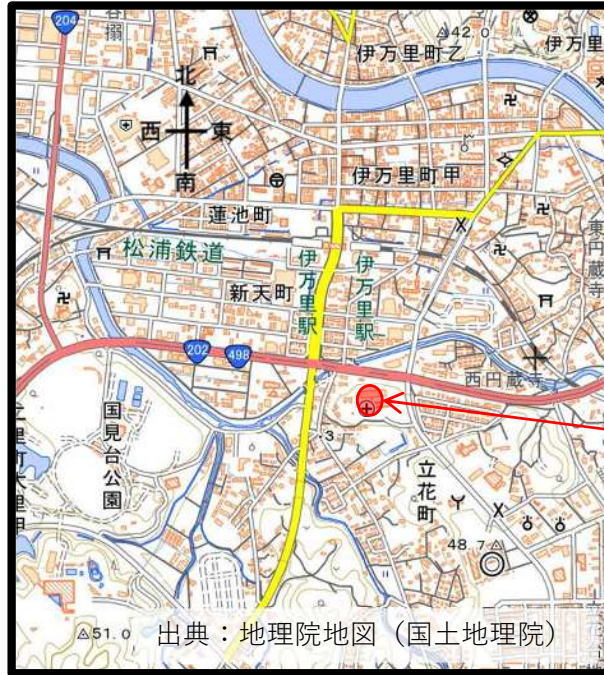 204
42.0
伊万里町乙
伊万里
北
西 東
南
伊万里町甲
蓮池町
東円蔵寺
松浦鉄道
伊万里駅
伊万里駅
新天町
202
498
西円蔵寺
国見台公園
3
立花町
48.7
51.0
出典：地理院地図（国土地理院）